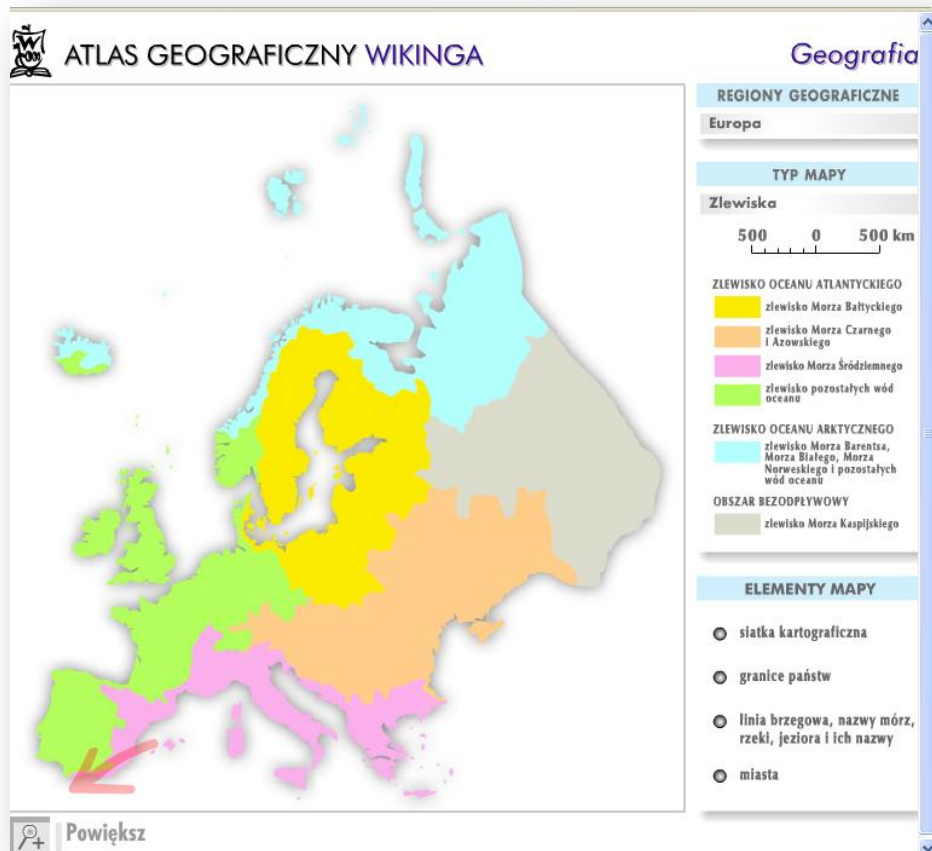 ATLAS GEOGRAFICZNY WIKINGA
Geografia
REGIONY GEOGRAFICZNE
Europa
TYP MAPY
Zlewiska
500 0 500 km
ZLEWISKO OCEANU ATLANTYCKIEGO
zlewisko Morza Bałtyckiego
zlewisko Morza Czarnego
i Azowskiego
zlewisko Morza Śródziemnego
zlewisko pozostałych wód
oceanu
ZLEWISKO OCEANU ARKTYCZNEGO
zlewisko Morza Barentsa,
Morza Białego, Morza
Norweskiego i pozostałych
wód oceanu
OBSZAR BEZODPŁYWOWY
zlewisko Morza Kaspijskiego
ELEMENTY MAPY
siatka kartograficzna
granice państw
linia brzegowa, nazwy mórz,
rzeki, jeziora i ich nazwy
miasta
Powiększ